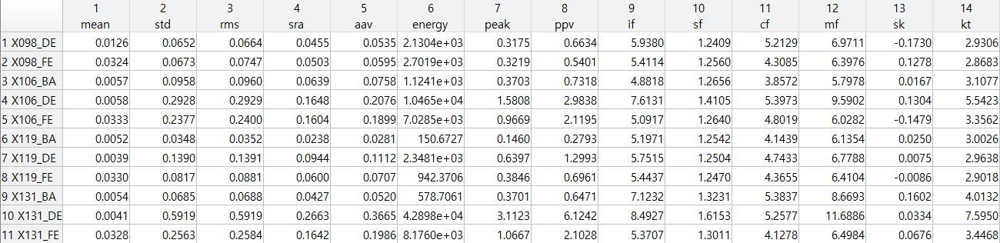 1 2 3 4 5 6 7 8 9 10 11 12 13 14
mean std rms sra aav energy peak ppv if sf cf mf sk kt
1 X098_DE 0.0126 0.0652 0.0664 0.0455 0.0535 2.1304e+03 0.3175 0.6634 5.9380 1.2409 5.2129 6.9711 -0.1730 2.9306
2 X098_FE 0.0324 0.0673 0.0747 0.0503 0.0595 2.7019e+03 0.3219 0.5401 5.4114 1.2560 4.3085 6.3976 0.1278 2.8683
3 X106_BA 0.0057 0.0958 0.0960 0.0639 0.0758 1.1241e+03 0.3703 0.7318 4.8818 1.2656 3.8572 5.7978 0.0167 3.1077
4 X106_DE 0.0058 0.2928 0.2929 0.1648 0.2076 1.0465e+04 1.5808 2.9838 7.6131 1.4105 5.3973 9.5902 0.1304 5.5423
5 X106_FE 0.0333 0.2377 0.2400 0.1604 0.1899 7.0285e+03 0.9669 2.1195 5.0917 1.2640 4.8019 6.0282 -0.1479 3.3562
6 X119_BA 0.0052 0.0348 0.0352 0.0238 0.0281 150.6727 0.1460 0.2793 5.1971 1.2542 4.1439 6.1354 0.0250 3.0026
7 X119_DE 0.0039 0.1390 0.1391 0.0944 0.1112 2.3481e+03 0.6397 1.2993 5.7515 1.2504 4.7433 6.7788 0.0075 2.9638
8 X119_FE 0.0330 0.0817 0.0881 0.0600 0.0707 942.3706 0.3846 0.6961 5.4437 1.2470 4.3655 6.4104 -0.0086 2.9018
9 X131_BA 0.0054 0.0685 0.0688 0.0427 0.0520 578.7061 0.3701 0.6471 7.1232 1.3231 5.3837 8.6693 0.1602 4.0132
10 X131_DE 0.0041 0.5919 0.5919 0.2663 0.3665 4.2898e+04 3.1123 6.1242 8.4927 1.6153 5.2577 11.6886 0.0334 7.5950
11 X131_FE 0.0328 0.2563 0.2584 0.1642 0.1986 8.1760e+03 1.0667 2.1028 5.3707 1.3011 4.1278 6.4984 0.0676 3.4468